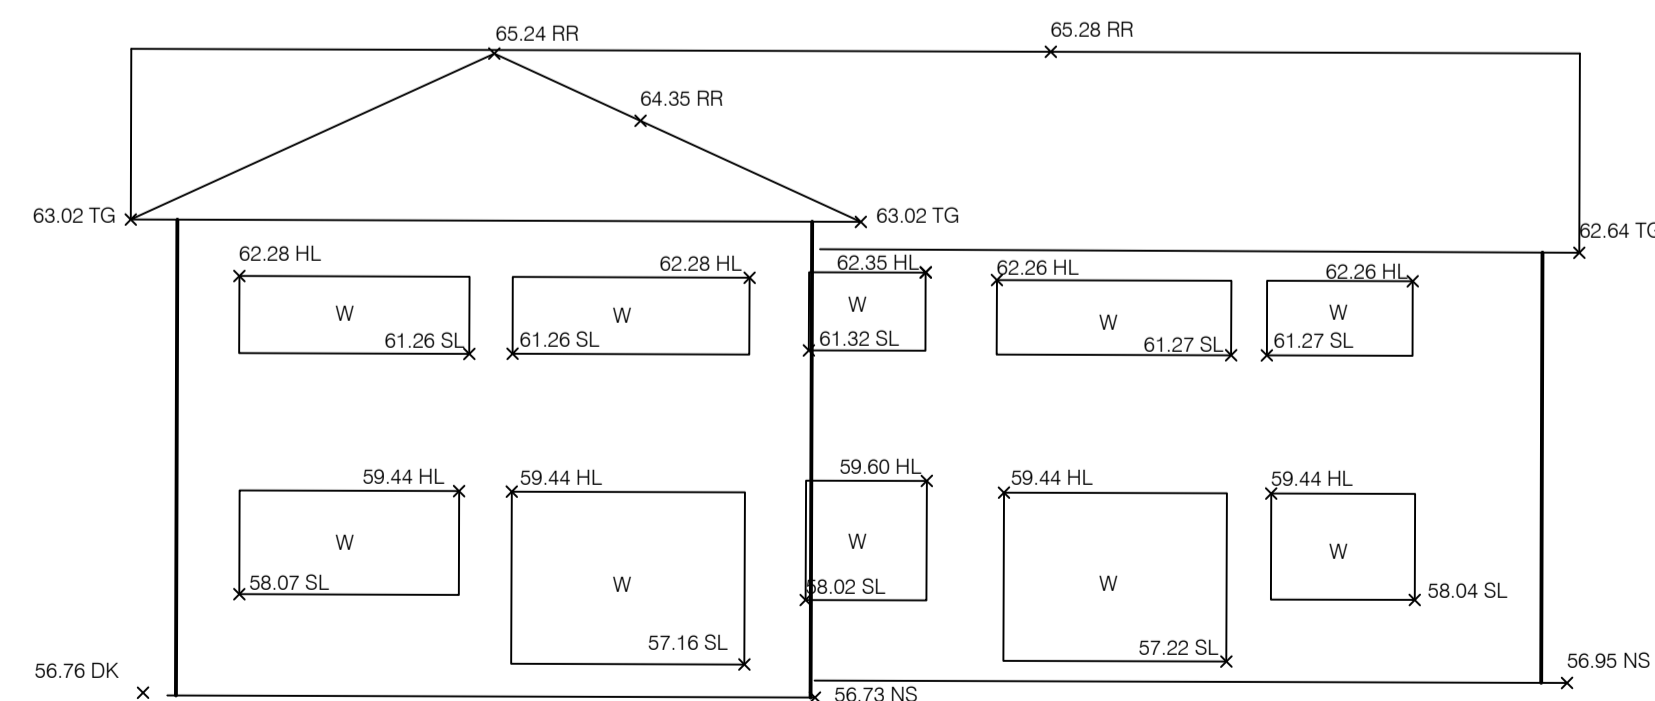 65.24 RR
65.28 RR
64.35 RR
63.02 TG
63.02 TG
62.64 TG
62.28 HL
62.28 HL
62.35 HL
62.26 HL
62.26 HL
W
W
W
W
W
61.26 SL
61.26 SL
61.32 SL
61.27 SL
61.27 SL
59.44 HL
59.44 HL
59.60 HL
59.44 HL
59.44 HL
W
W
W
W
W
58.07 SL
58.02 SL
58.04 SL
57.16 SL
57.22 SL
56.76 DK
56.73 NS
56.95 NS